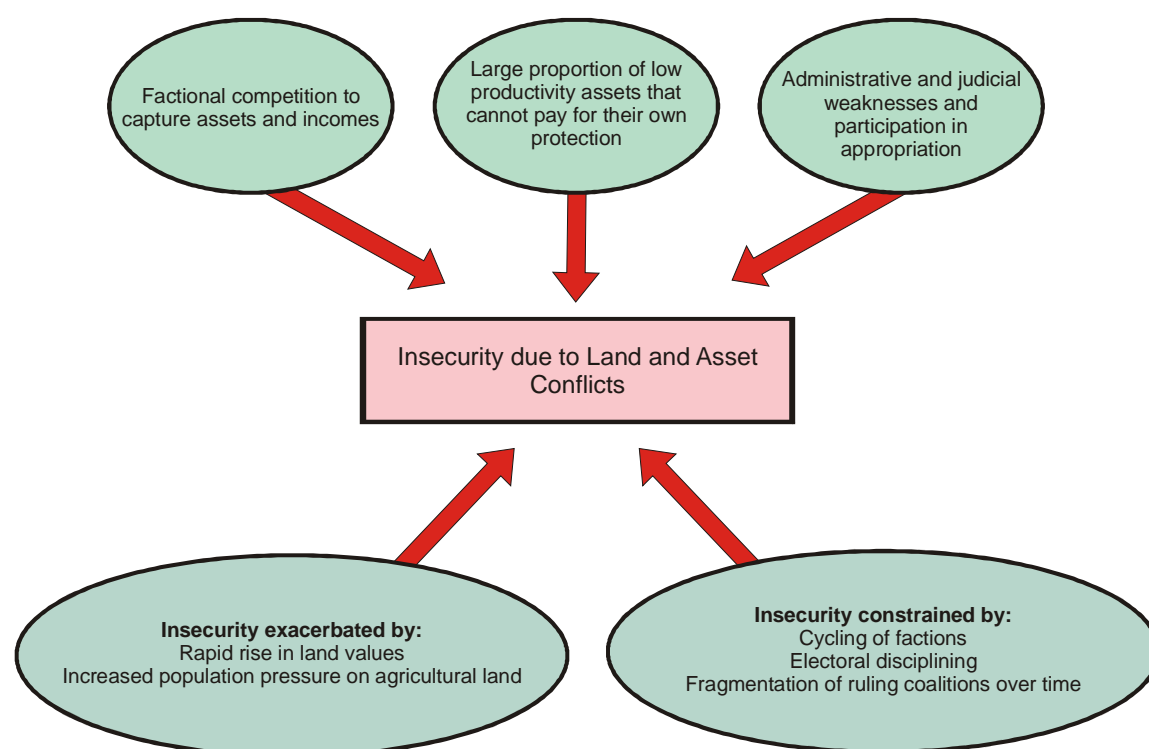 Factional competition to
capture assets and incomes
Large proportion of low
productivity assets that
cannot pay for their own
protection
Administrative and judicial
weaknesses and
participation in
appropriation
Insecurity due to Land and Asset
Conflicts
Insecurity exacerbated by:
Rapid rise in land values
Increased population pressure on agricultural land
Insecurity constrained by:
Cycling of factions
Electoral disciplining
Fragmentation of ruling coalitions over time